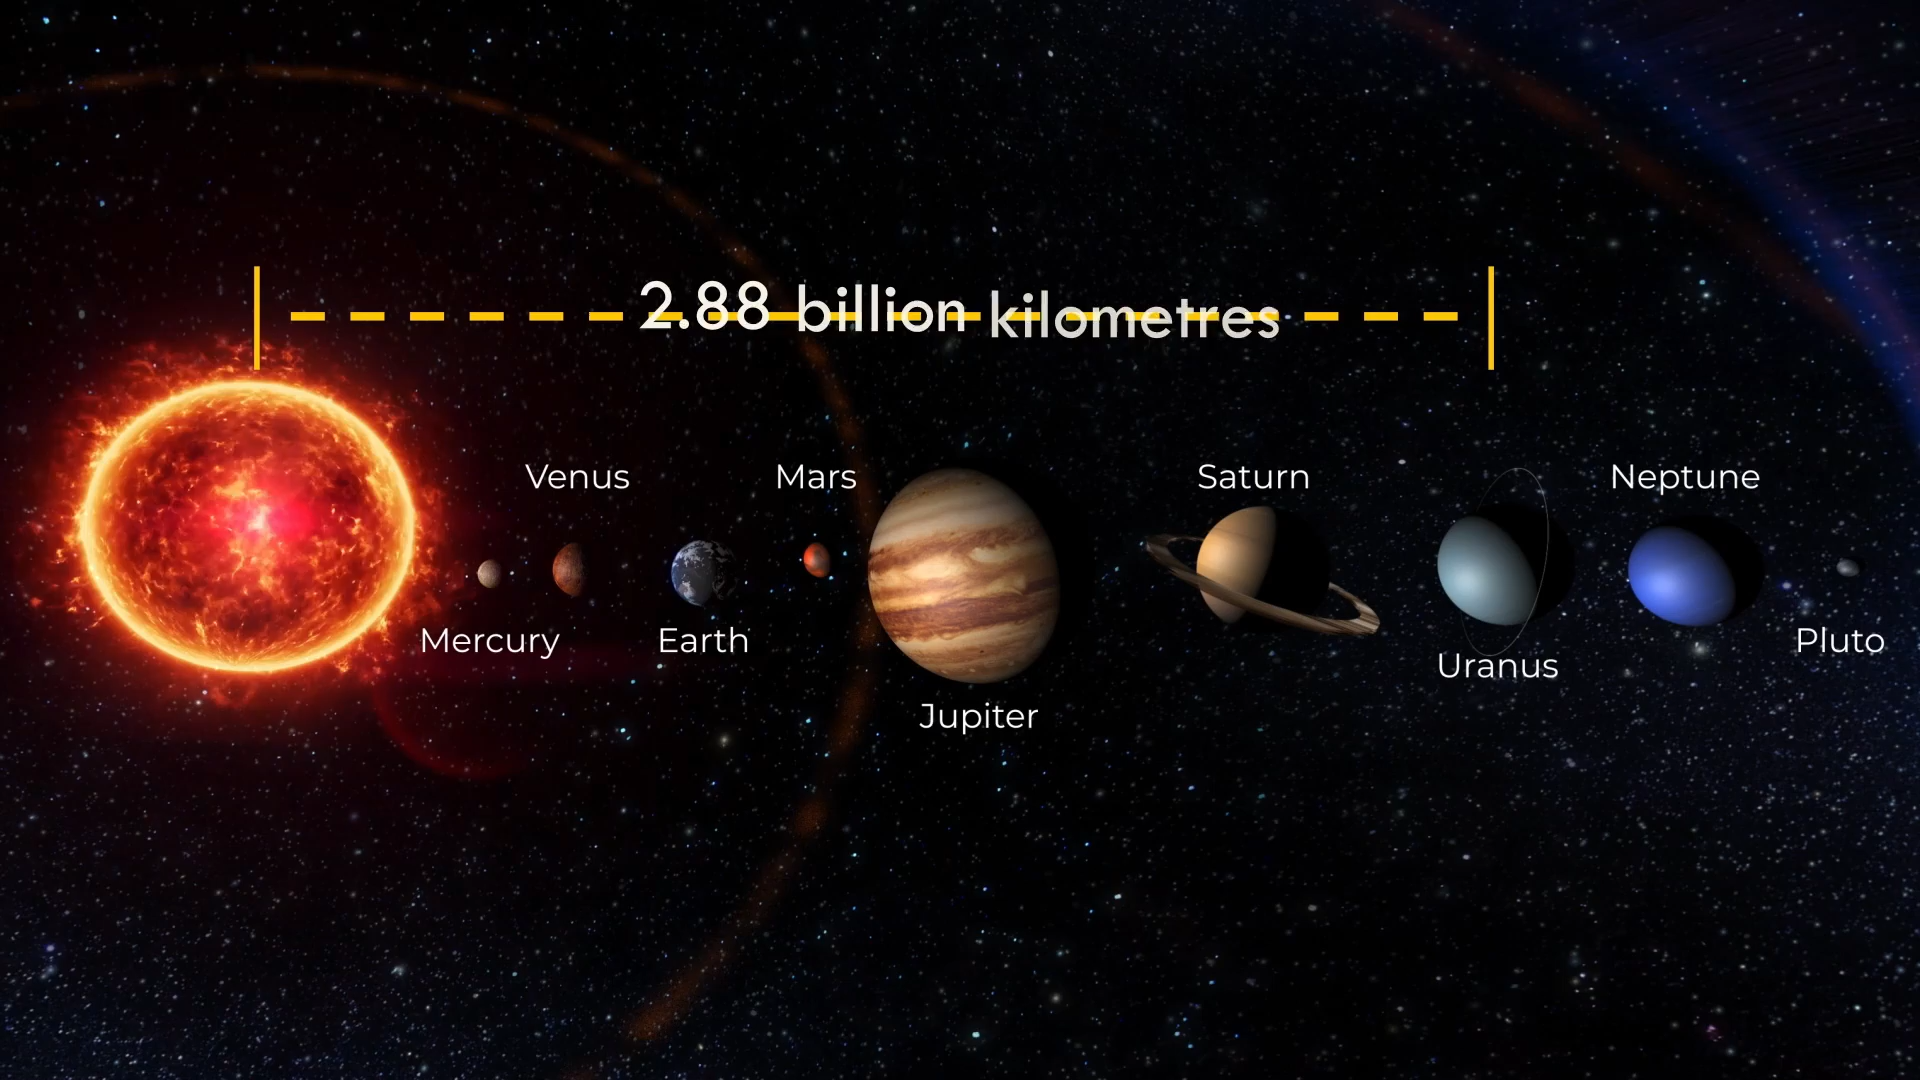 2.88 billion kilometres
Venus
Mars
Saturn
Neptune
Mercury
Earth
Uranus
Pluto
Jupiter